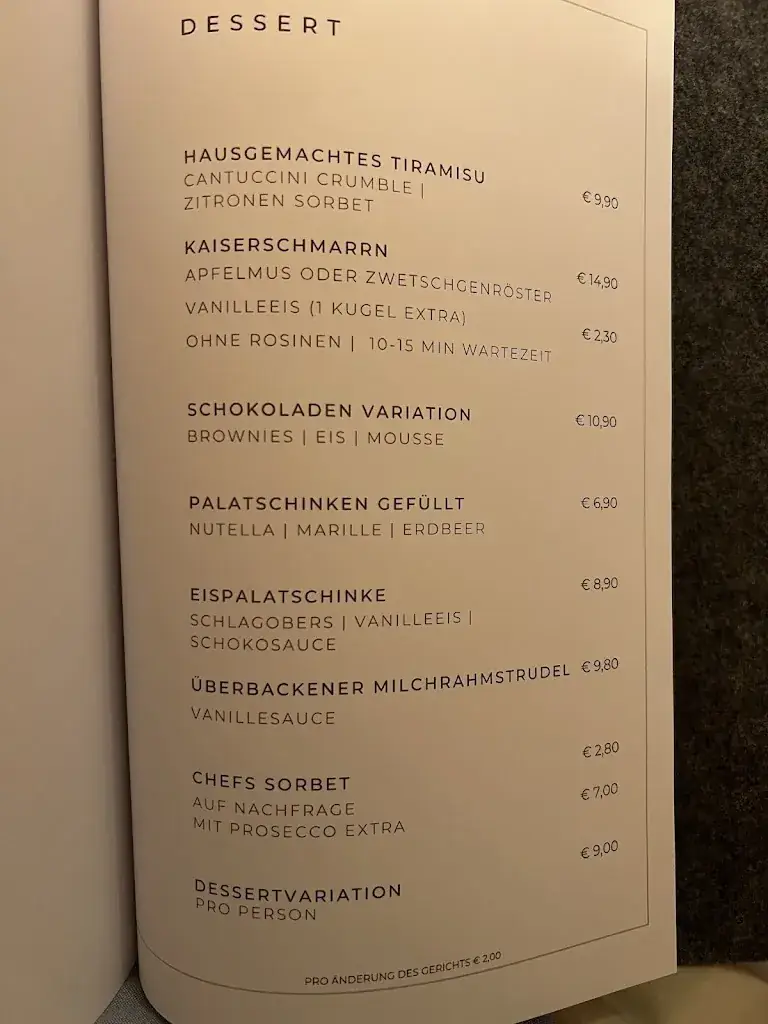 DESSERT
HAUSGEMACHTES TIRAMISU
CANTUCCINI CRUMBLE |
ZITRONEN SORBET € 9,90
KAISERSCHMARRN
APFELMUS ODER ZWETSCHGENRÖSTER € 14,90
VANILLEEIS (1 KUGEL EXTRA) € 2,30
OHNE ROSINEN | 10-15 MIN WARTEZEIT
SCHOKOLADEN VARIATION € 10,90
BROWNIES | EIS | MOUSSE
PALATSCHINKEN GEFÜLLT € 6,90
NUTELLA | MARILLE | ERDBEER
EISPALATSCHINKE € 8,90
SCHLAGOBERS | VANILLEEIS |
SCHOKOSAUCE
ÜBERBACKENER MILCHRAHMSTRUDEL € 9,80
VANILLESAUCE
€ 2,80
CHEFS SORBET € 7,00
AUF NACHFRAGE
MIT PROSECCO EXTRA
€ 9,00
DESSERTVARIATION
PRO PERSON
PRO ÄNDERUNG DES GERICHTS € 2,00